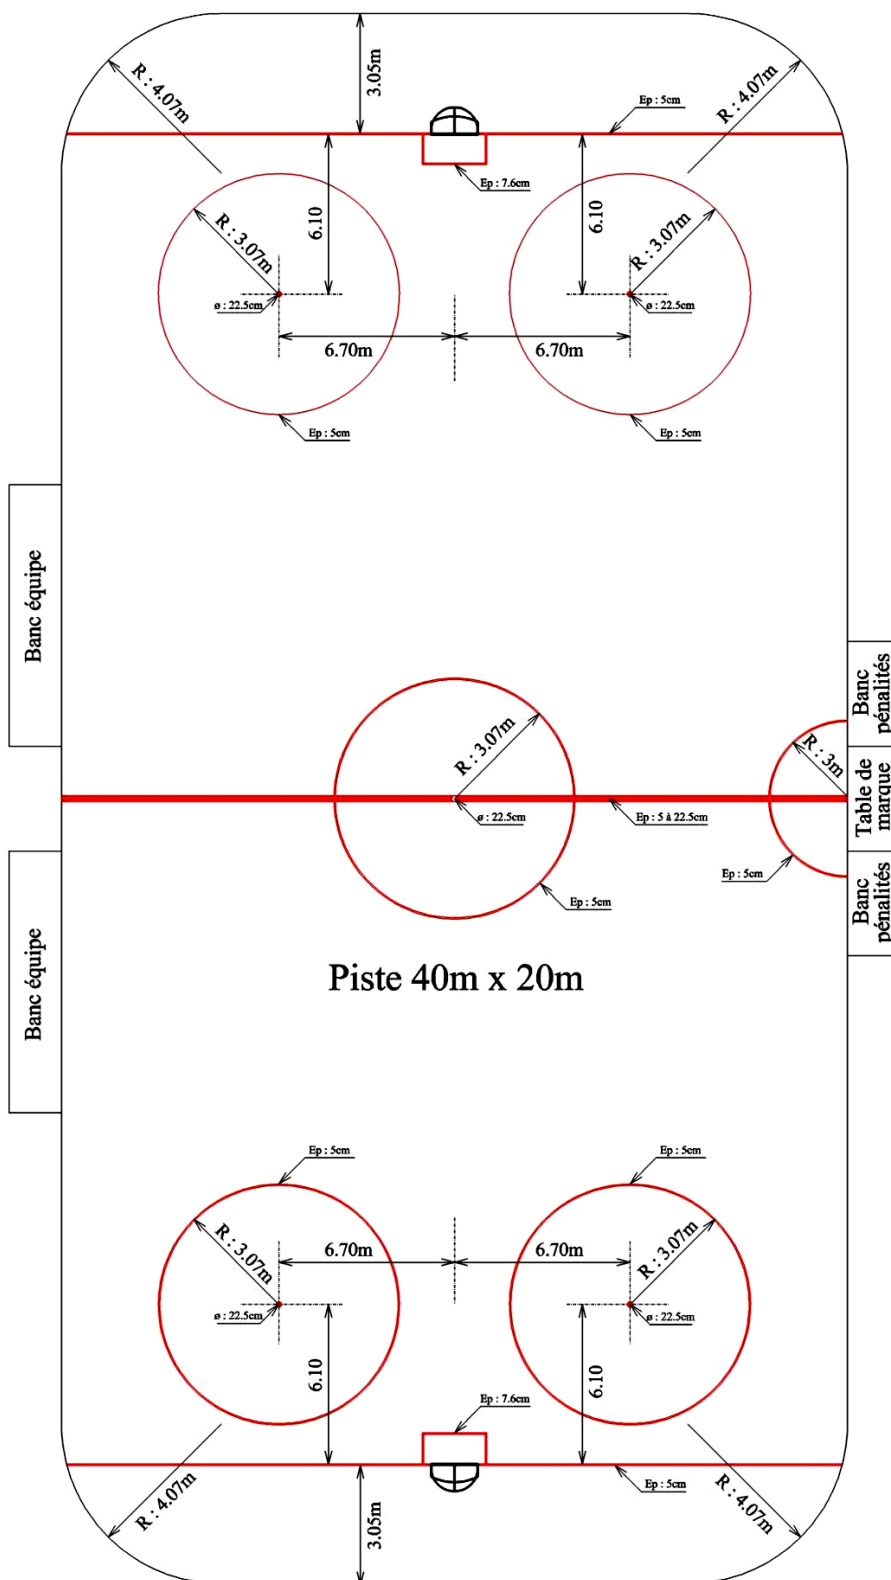 3.05m
R : 4.07m
R : 4.07m
Ep : 5cm
Ep : 7.6cm
6.10
6.10
R : 3.07m
R : 3.07m
ø : 22.5cm
ø : 22.5cm
6.70m
6.70m
Ep : 5cm
Ep : 5cm
Banc équipe
Banc
pénalités
R : 3.07m
R : 3m
Table de
marque
ø : 22.5cm
Ep : 5 à 22.5cm
Ep : 5cm
Ep : 5cm
Banc
pénalités
Banc équipe
Piste 40m x 20m
Ep : 5cm
Ep : 5cm
R : 3.07m
6.70m
6.70m
R : 3.07m
ø : 22.5cm
ø : 22.5cm
6.10
6.10
Ep : 7.6cm
R : 4.07m
Ep : 5cm
R : 4.07m
3.05m